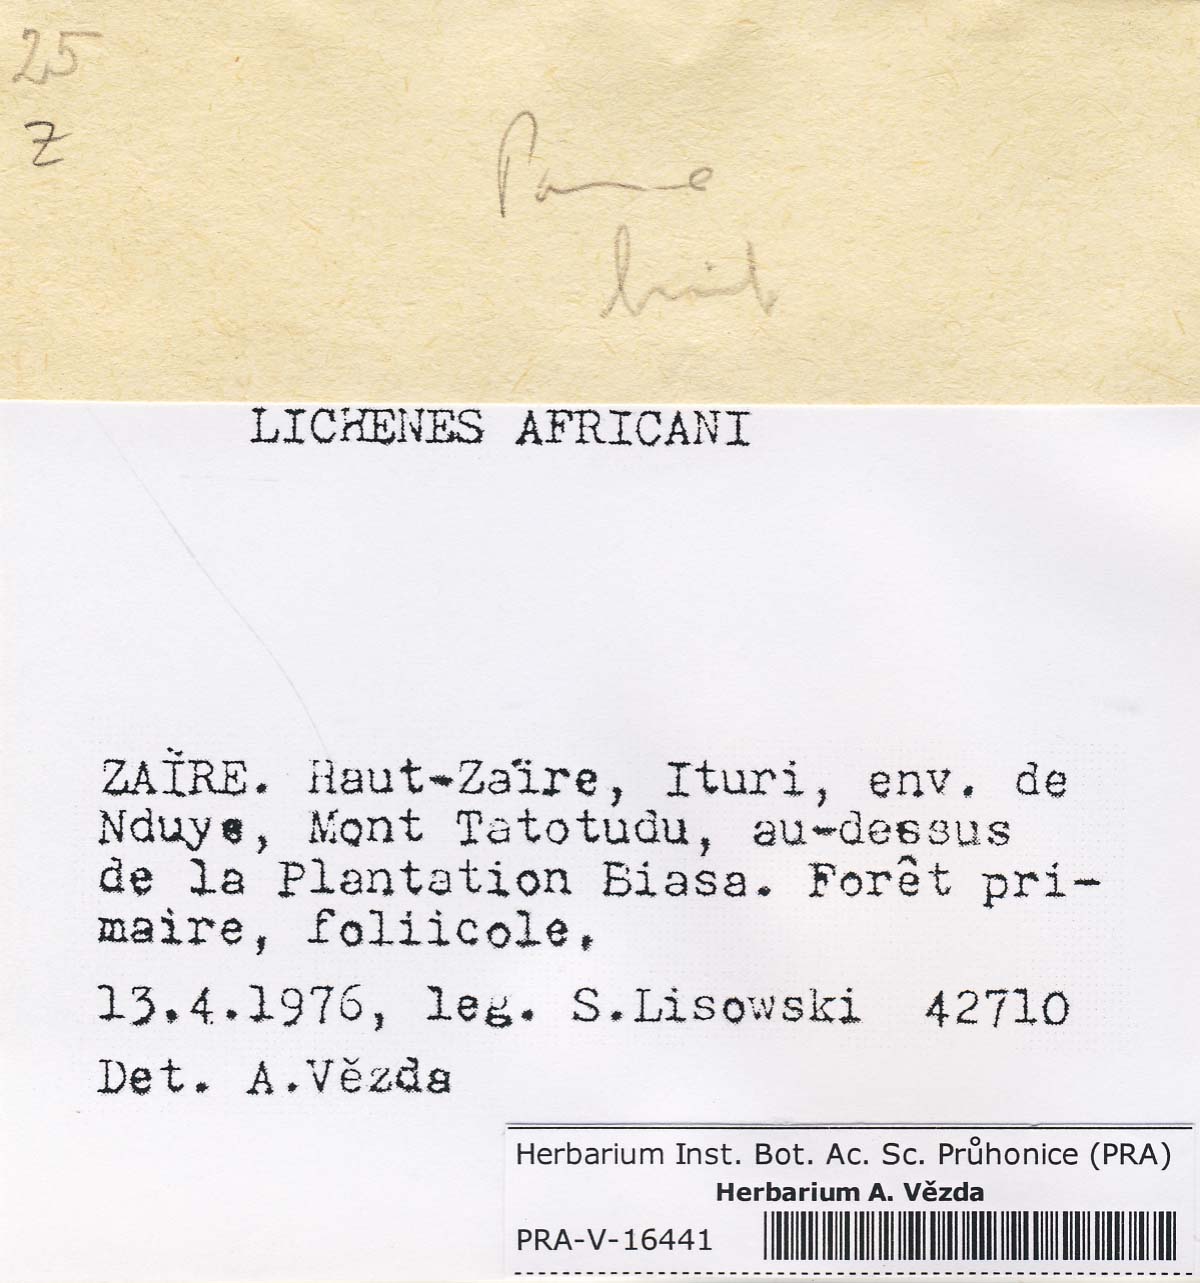 25
Z
LICHENES AFRICANI
ZAÏRE. Haut-Zaïre, Ituri, env. de
Nduye, Mont Tatotudu, au-dessus
de la Plantation Biasa. Forêt pri-
maire, foliicole.
13.4.1976, leg. S.Lisowski 42710
Det. A.Vězda
Herbarium Inst. Bot. Ac. Sc. Průhonice (PRA)
Herbarium A. Vězda
PRA-V-16441